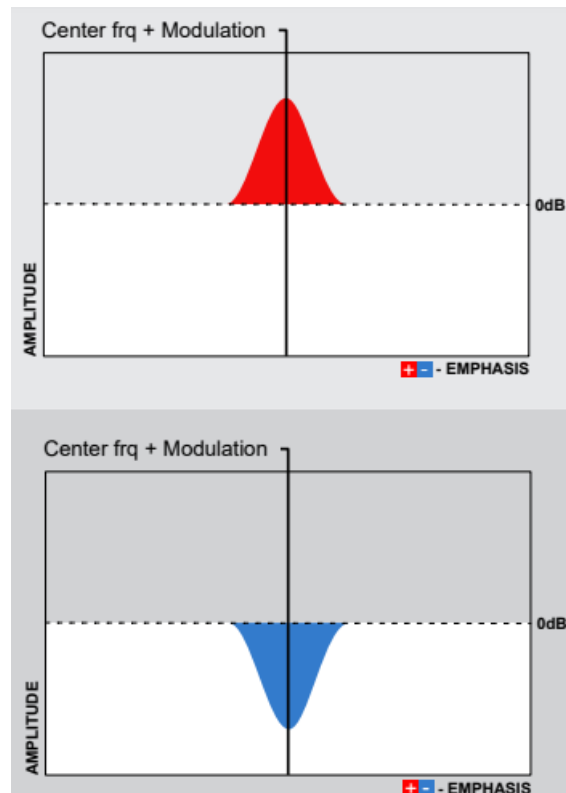 Center frq + Modulation
0dB
AMPLITUDE
+ - - EMPHASIS
Center frq + Modulation
0dB
AMPLITUDE
+ - - EMPHASIS